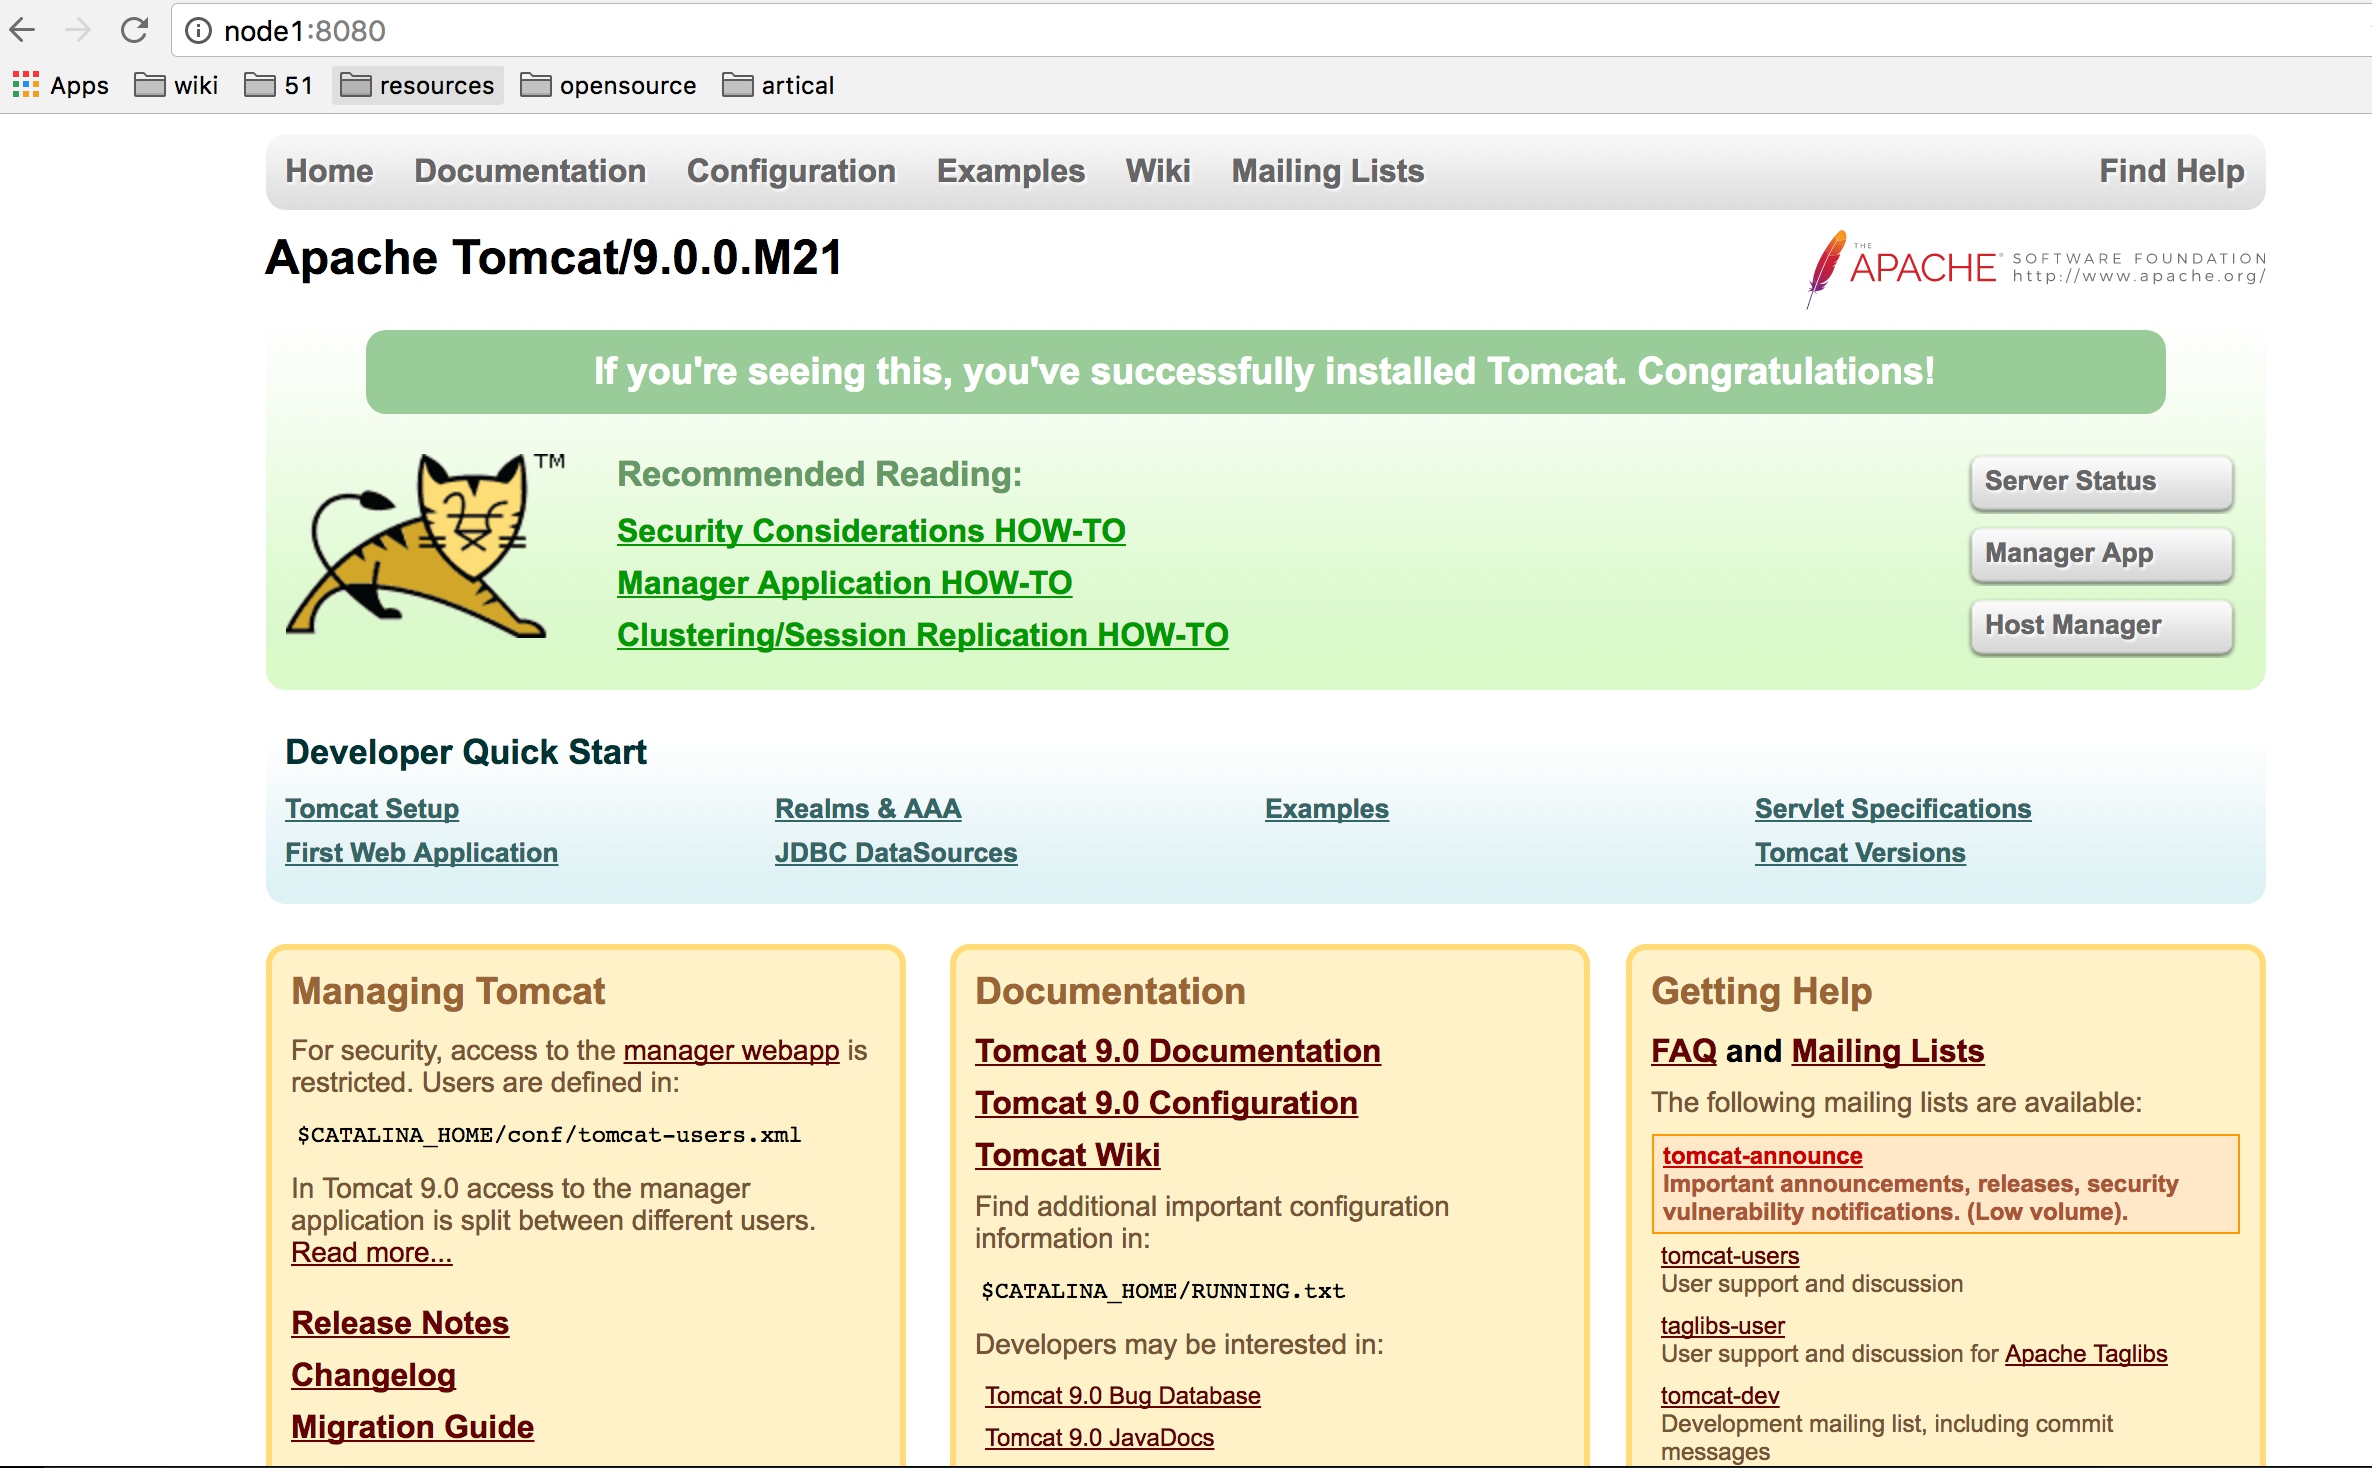 node1:8080
Apps wiki 51 resources opensource artical
Home Documentation Configuration Examples Wiki Mailing Lists Find Help
Apache Tomcat/9.0.0.M21
THE APACHE® SOFTWARE FOUNDATION
http://www.apache.org/
If you're seeing this, you've successfully installed Tomcat. Congratulations!
TM
Recommended Reading:
Security Considerations HOW-TO
Manager Application HOW-TO
Clustering/Session Replication HOW-TO
Server Status
Manager App
Host Manager
Developer Quick Start
Tomcat Setup
First Web Application
Realms & AAA
JDBC DataSources
Examples
Servlet Specifications
Tomcat Versions
Managing Tomcat
For security, access to the manager webapp is
restricted. Users are defined in:
$CATALINA_HOME/conf/tomcat-users.xml
In Tomcat 9.0 access to the manager
application is split between different users.
Read more...
Release Notes
Changelog
Migration Guide
Documentation
Tomcat 9.0 Documentation
Tomcat 9.0 Configuration
Tomcat Wiki
Find additional important configuration
information in:
$CATALINA_HOME/RUNNING.txt
Developers may be interested in:
Tomcat 9.0 Bug Database
Tomcat 9.0 JavaDocs
Getting Help
FAQ and Mailing Lists
The following mailing lists are available:
tomcat-announce
Important announcements, releases, security
vulnerability notifications. (Low volume).
tomcat-users
User support and discussion
taglibs-user
User support and discussion for Apache Taglibs
tomcat-dev
Development mailing list, including commit
messages